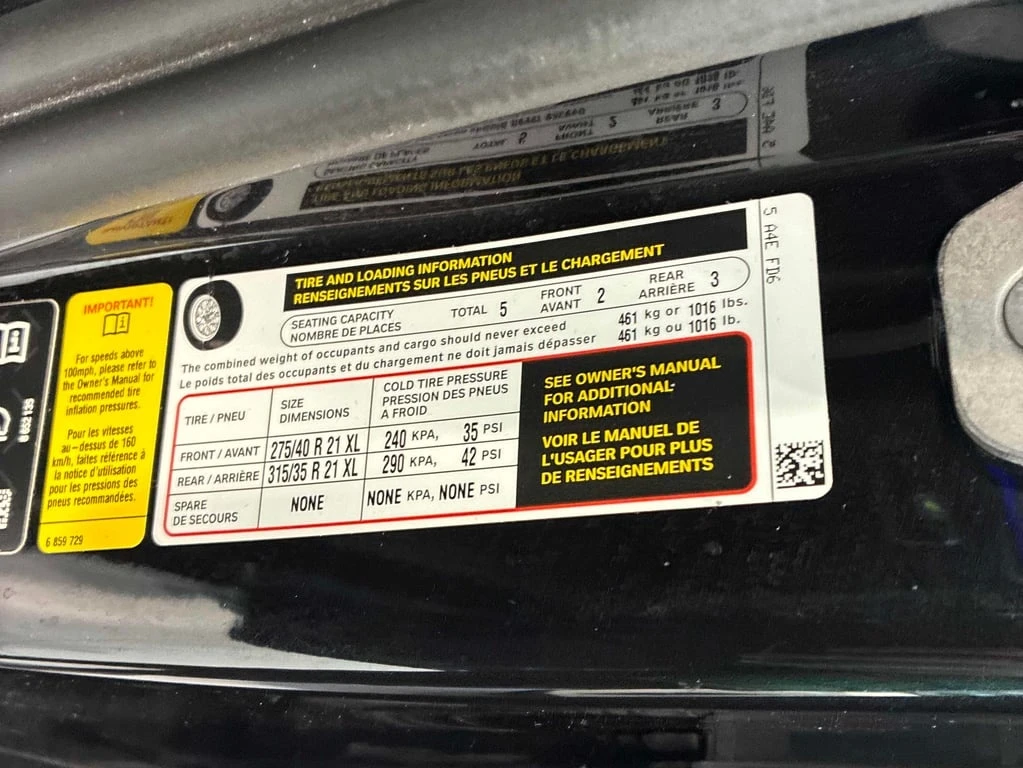 IMPORTANT!
For speeds above
100mph, please refer to
the Owner's Manual for
recommended tire
inflation pressures.
Pour les vitesses
au-dessus de 160
km/h, faites référence à
la notice d'utilisation
pour les pressions des
pneus recommandées.
6 859 729
TIRE AND LOADING INFORMATION
RENSEIGNEMENTS SUR LES PNEUS ET LE CHARGEMENT
SEATING CAPACITY
NOMBRE DE PLACES
TOTAL 5
FRONT
AVANT 2
REAR
ARRIÈRE 3
The combined weight of occupants and cargo should never exceed 461 kg or 1016 lbs.
Le poids total des occupants et du chargement ne doit jamais dépasser 461 kg ou 1016 lb.
TIRE / PNEU
SIZE
DIMENSIONS
COLD TIRE PRESSURE
PRESSION DES PNEUS
A FROID
FRONT / AVANT 275/40 R 21 XL 240 KPA, 35 PSI
REAR / ARRIÈRE 315/35 R 21 XL 290 KPA, 42 PSI
SPARE
DE SECOURS
NONE
NONE KPA, NONE PSI
SEE OWNER'S MANUAL
FOR ADDITIONAL
INFORMATION
VOIR LE MANUEL DE
L'USAGER POUR PLUS
DE RENSEIGNEMENTS
5 A4E FD6